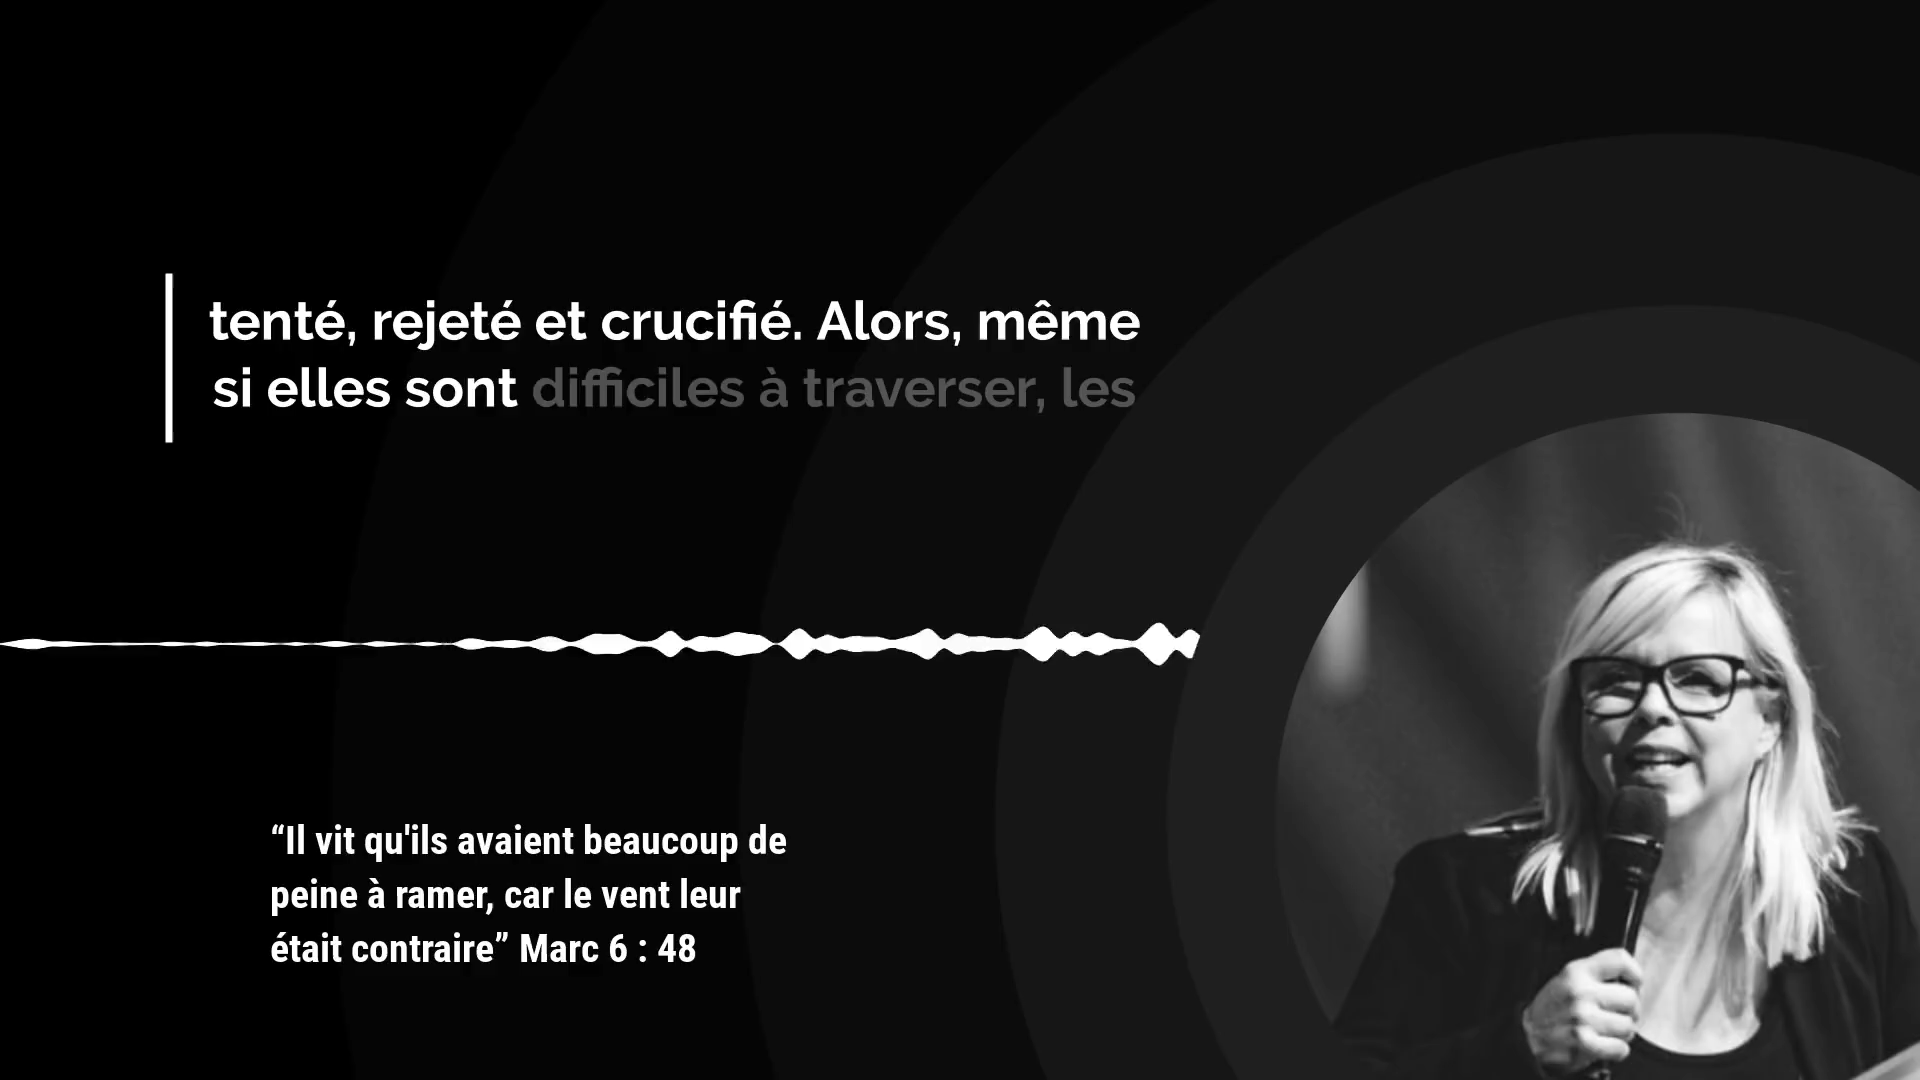 tenté, rejeté et crucifié. Alors, même
si elles sont difficiles à traverser, les
“Il vit qu'ils avaient beaucoup de
peine à ramer, car le vent leur
était contraire” Marc 6 : 48